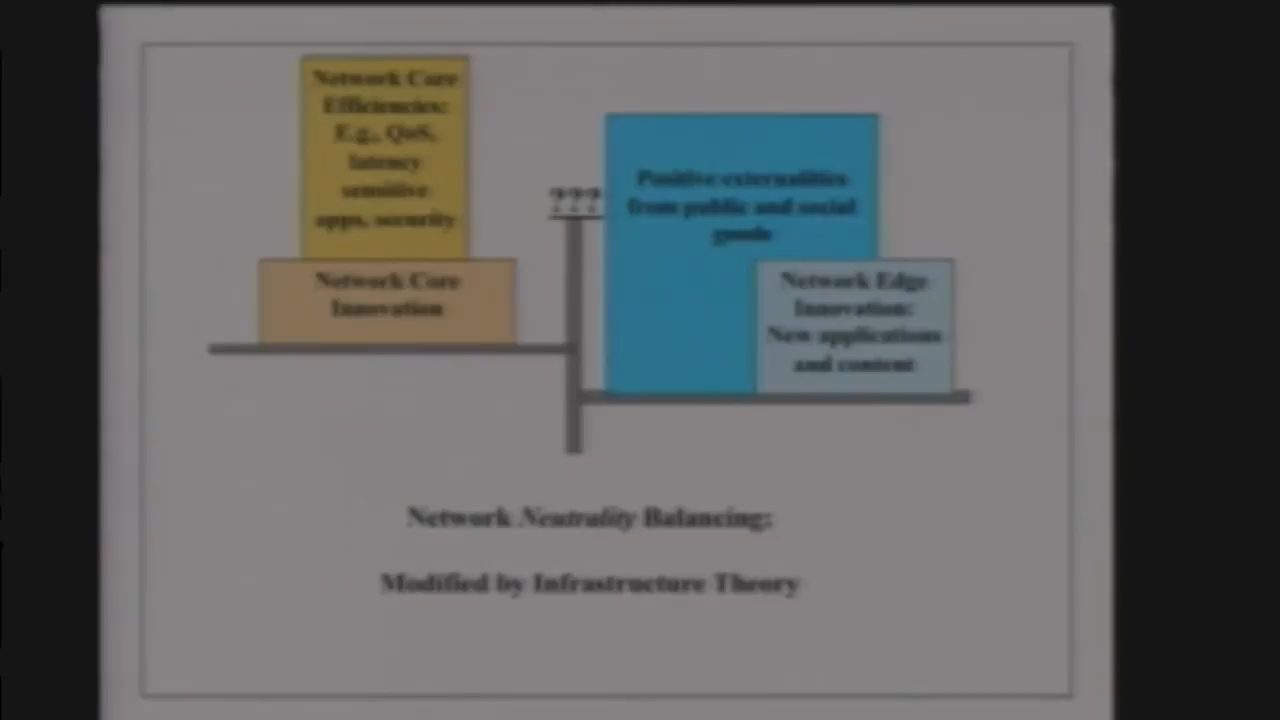 Network Core
Efficiencies:
E.g., QoS,
latency
sensitive
apps, security
Network Core
Innovation
???
Positive externalities
from public and social
goods
Network Edge
Innovation:
New applications
and content
Network Neutrality Balancing:
Modified by Infrastructure Theory